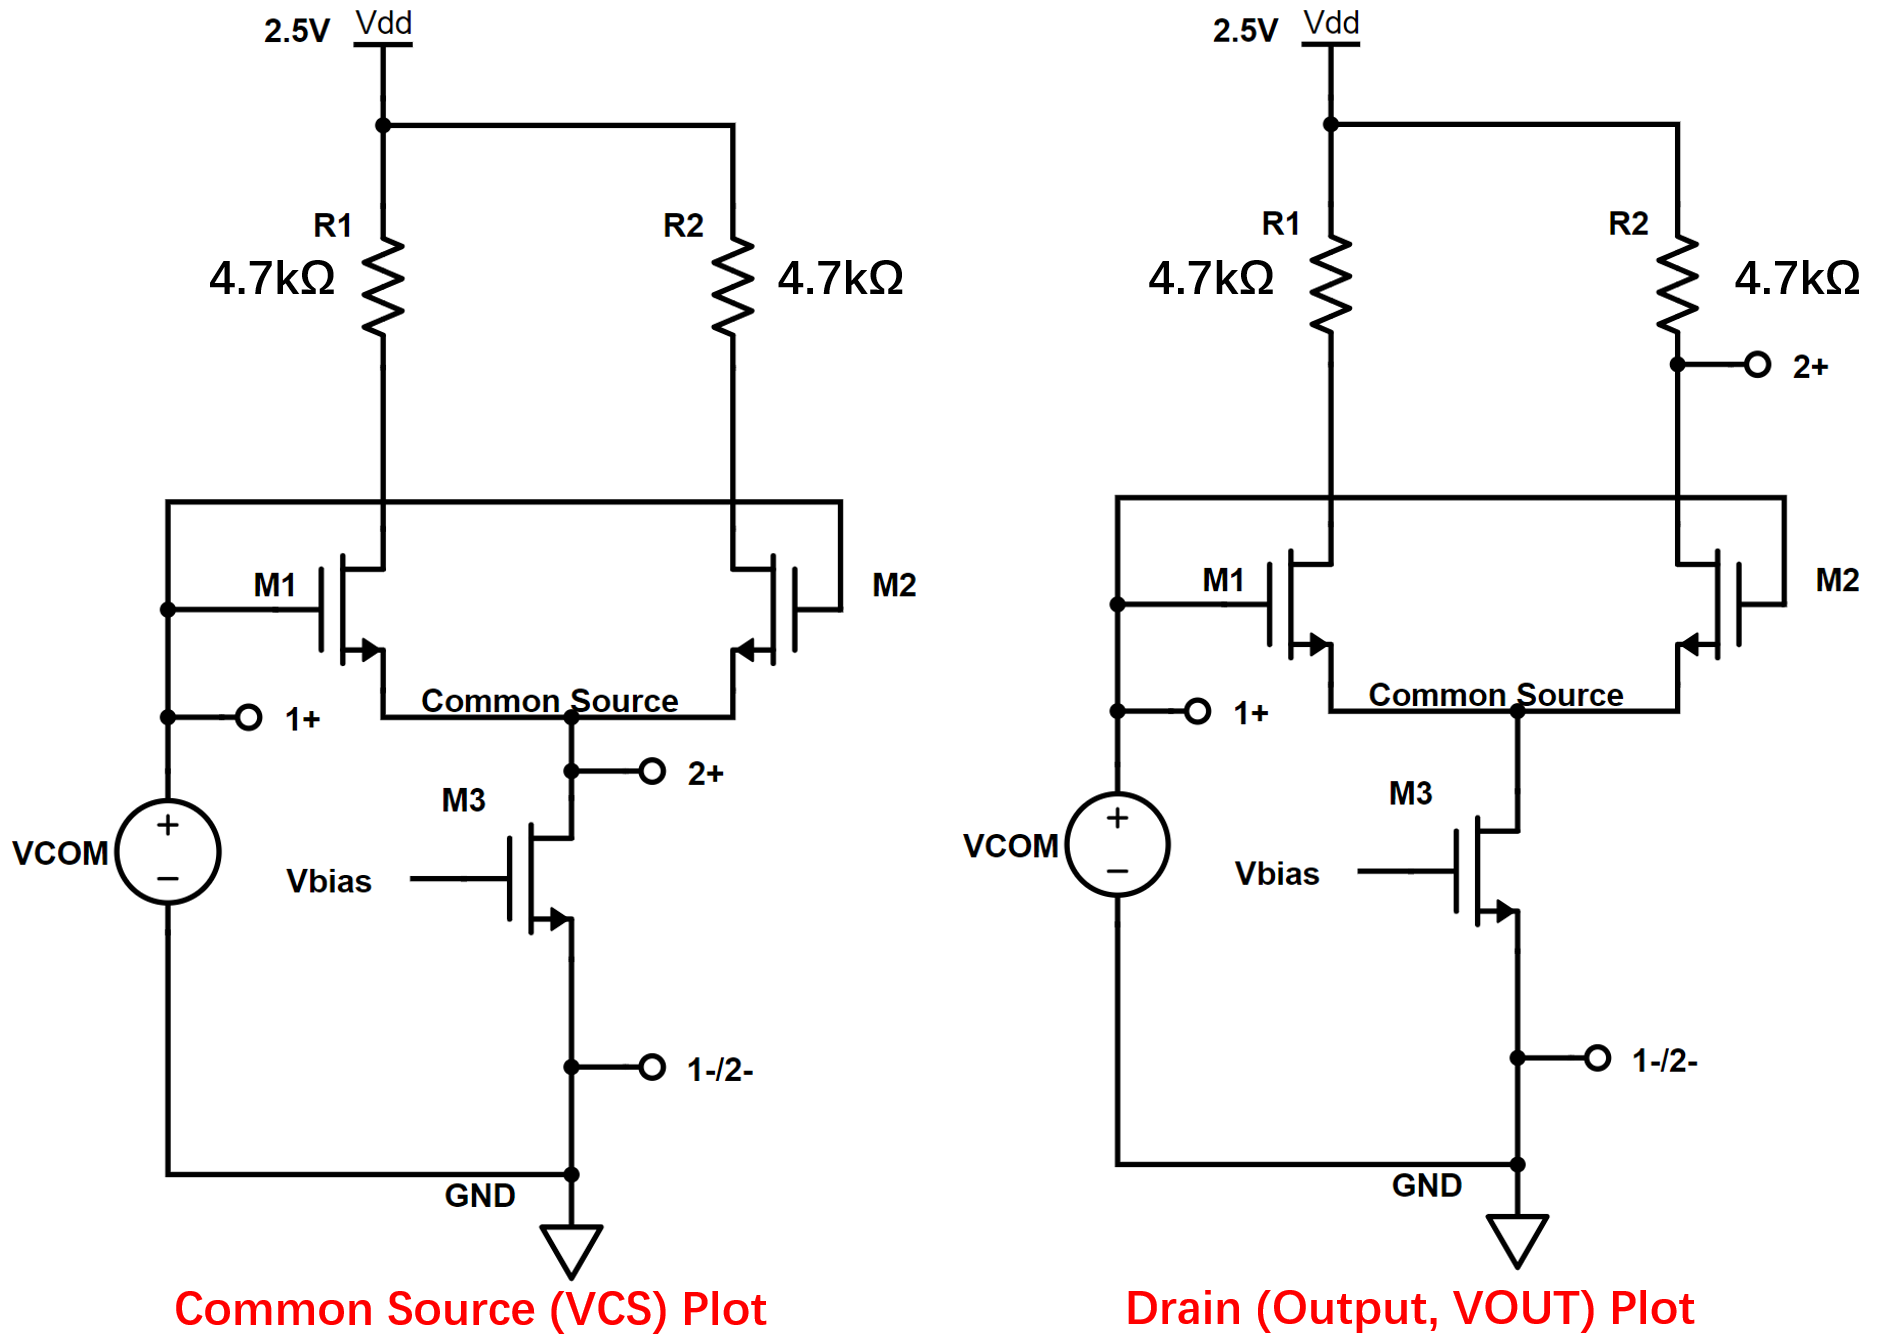 2.5V Vdd
R1
4.7kΩ
R2
4.7kΩ
M1
M2
Common Source
1+
2+
M3
VCOM
+
−
Vbias
1-/2-
GND
Common Source (VCS) Plot
2.5V Vdd
R1
4.7kΩ
R2
4.7kΩ
2+
M1
M2
Common Source
1+
M3
VCOM
+
−
Vbias
1-/2-
GND
Drain (Output, VOUT) Plot